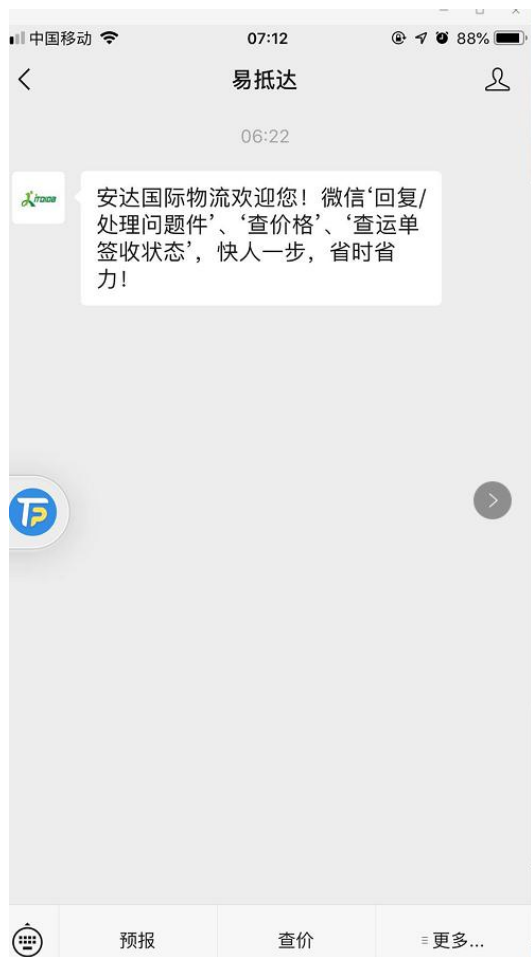 中国移动 07:12 88%
易抵达
06:22
安达国际物流欢迎您！微信‘回复/
处理问题件’、‘查价格’、‘查运单
签收状态’，快人一步，省时省
力！
TP
预报 查价 更多...